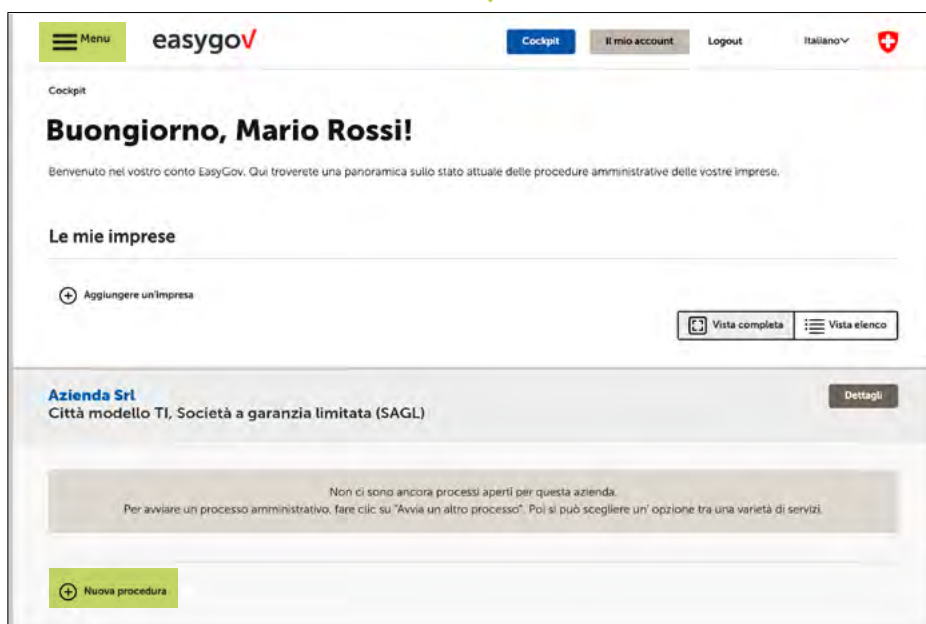 Menu easygov Cockpit Il mio account Logout Italiano
Cockpit
Buongiorno, Mario Rossi!
Benvenuto nel vostro conto EasyGov. Qui troverete una panoramica sullo stato attuale delle procedure amministrative delle vostre imprese.
Le mie imprese
Aggiungere un'impresa
Vista completa Vista elenco
Azienda Srl Dettagli
Città modello TI, Società a garanzia limitata (SAGL)
Non ci sono ancora processi aperti per questa azienda.
Per avviare un processo amministrativo, fare clic su "Avvia un altro processo". Poi si può scegliere un' opzione tra una varietà di servizi.
Nuova procedura